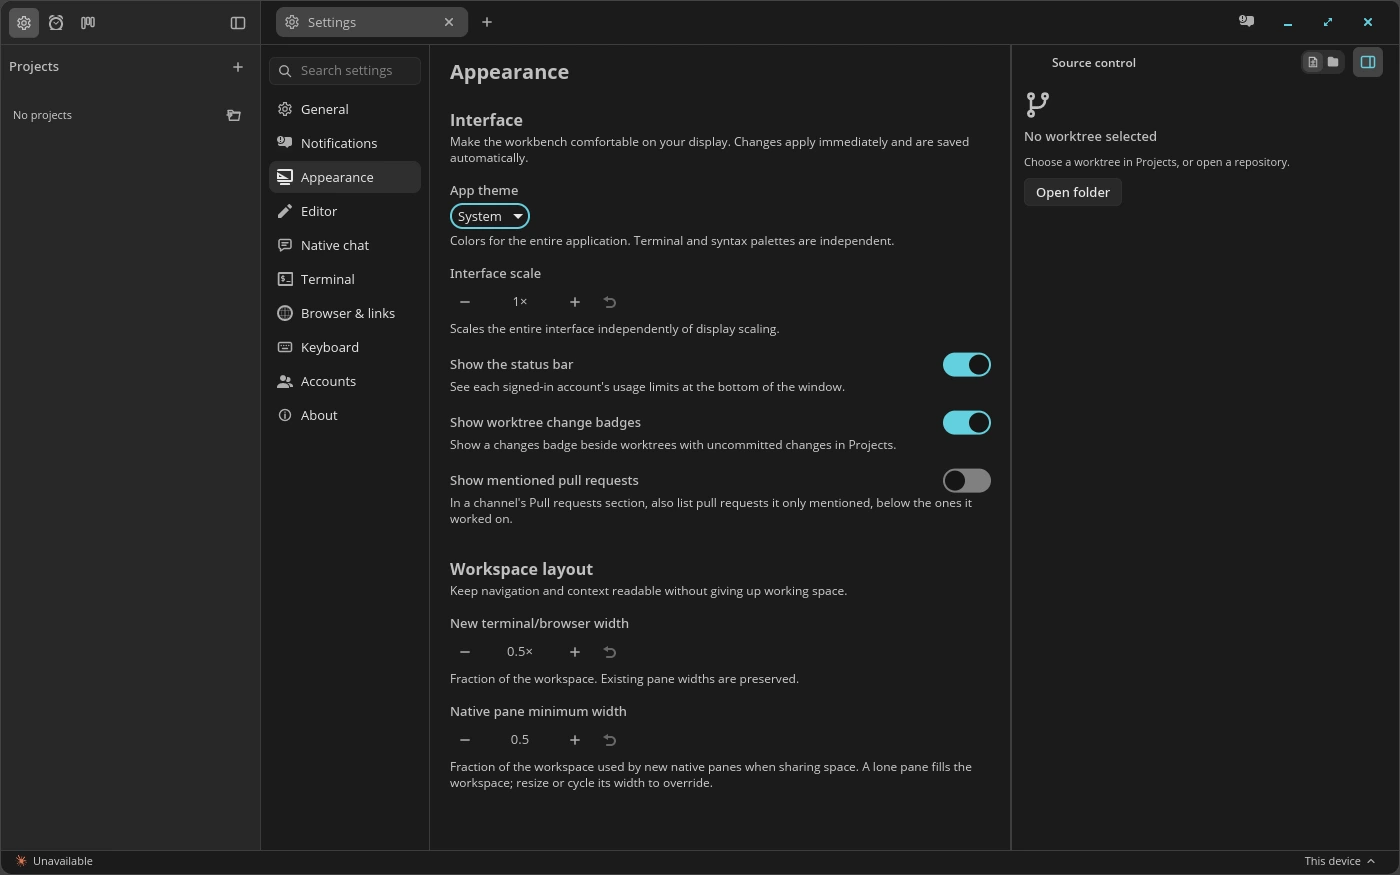 Settings
Projects
No projects
Search settings
General
Notifications
Appearance
Editor
Native chat
Terminal
Browser & links
Keyboard
Accounts
About
Appearance
Interface
Make the workbench comfortable on your display. Changes apply immediately and are saved
automatically.
App theme
System
Colors for the entire application. Terminal and syntax palettes are independent.
Interface scale
1×
Scales the entire interface independently of display scaling.
Show the status bar
See each signed-in account's usage limits at the bottom of the window.
Show worktree change badges
Show a changes badge beside worktrees with uncommitted changes in Projects.
Show mentioned pull requests
In a channel's Pull requests section, also list pull requests it only mentioned, below the ones it
worked on.
Workspace layout
Keep navigation and context readable without giving up working space.
New terminal/browser width
0.5×
Fraction of the workspace. Existing pane widths are preserved.
Native pane minimum width
0.5
Fraction of the workspace used by new native panes when sharing space. A lone pane fills the
workspace; resize or cycle its width to override.
Source control
No worktree selected
Choose a worktree in Projects, or open a repository.
Open folder
Unavailable
This device